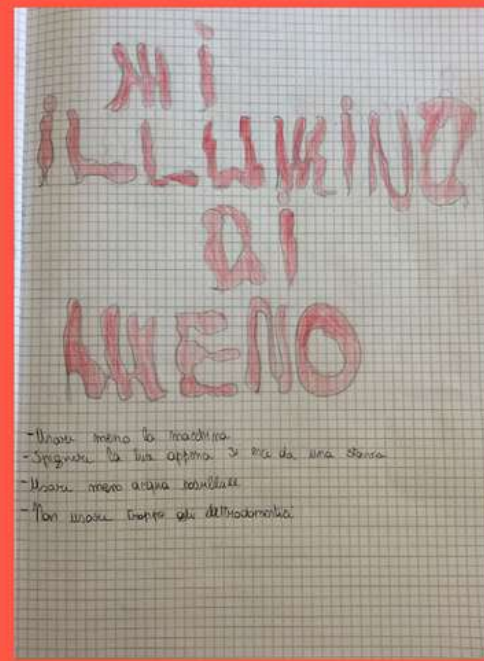 Mi
ILLUMINO
Di
MENO
- Usare meno la macchina
- Spegnere la luce appena si esce da una stanza
- Usare meno acqua possibile
- Non usare troppo gli elettrodomestici